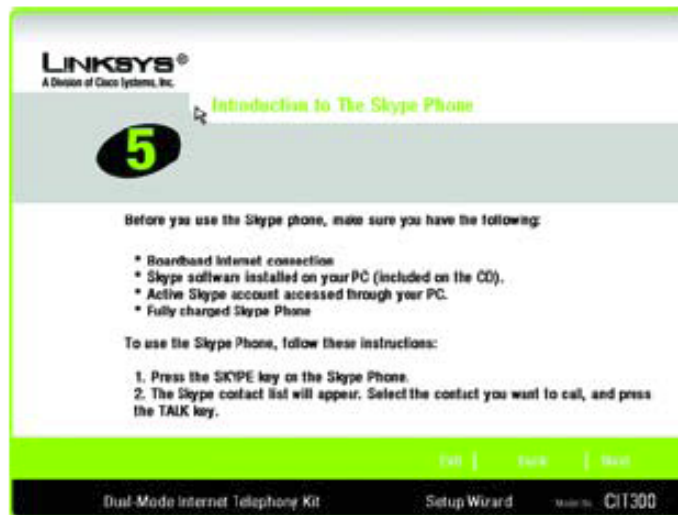 LINKSYS®
A Division of Cisco Systems, Inc.
Introduction to The Skype Phone
5
Before you use the Skype phone, make sure you have the following:
* Boardband Internet connection
* Skype software installed on your PC (included on the CD).
* Active Skype account accessed through your PC.
* Fully charged Skype Phone
To use the Skype Phone, follow these instructions:
1. Press the SKYPE key on the Skype Phone.
2. The Skype contact list will appear. Select the contact you want to call, and press
the TALK key.
Exit | Back | Next
Dual-Mode Internet Telephony Kit Setup Wizard Model No. CIT300